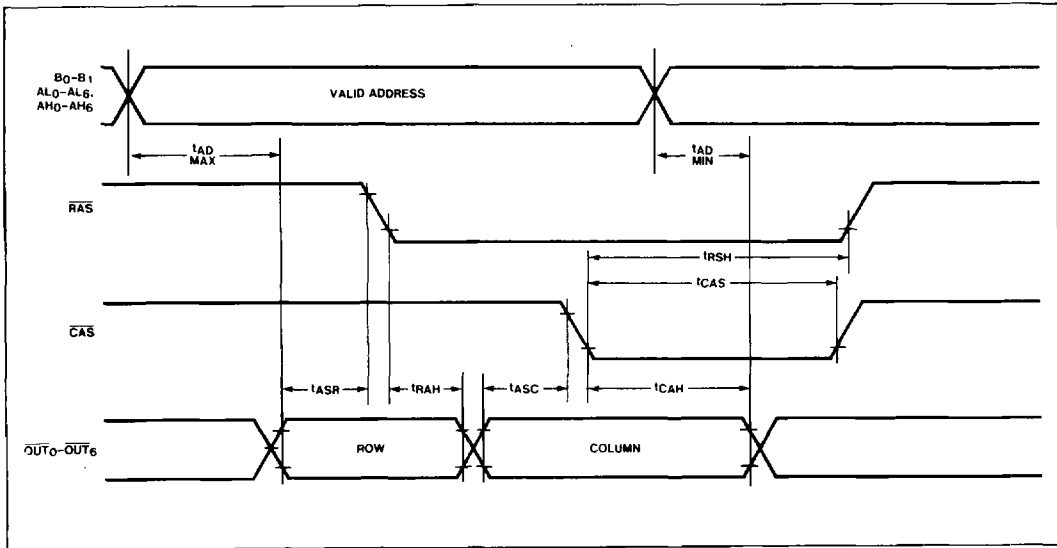 B0-B1
AL0-AL6,
AH0-AH6
VALID ADDRESS
tAD
MAX
tAD
MIN
RAS
tRSH
tCAS
CAS
tASR
tRAH
tASC
tCAH
OUT0-OUT6
ROW
COLUMN